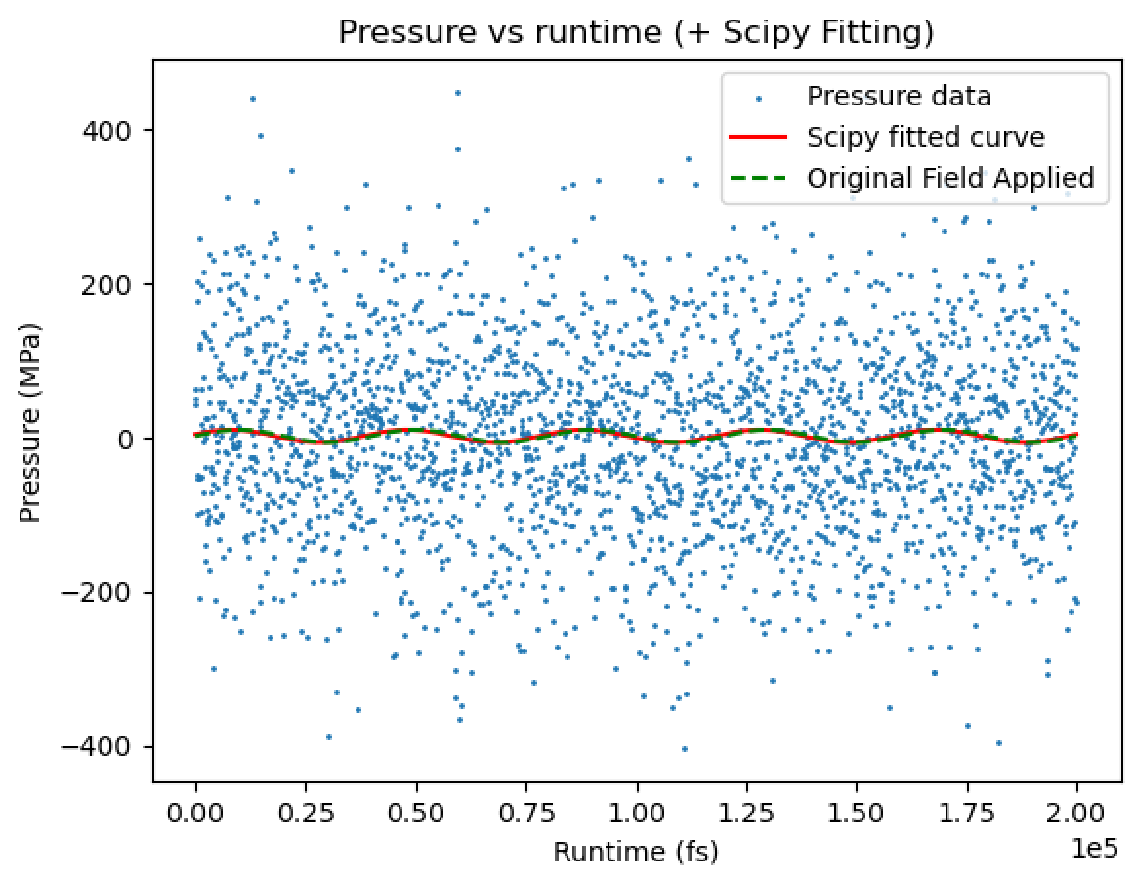 Pressure vs runtime (+ Scipy Fitting)
Pressure data
Scipy fitted curve
Original Field Applied
Pressure (MPa)
400
200
0
−200
−400
0.00 0.25 0.50 0.75 1.00 1.25 1.50 1.75 2.00
1e5
Runtime (fs)